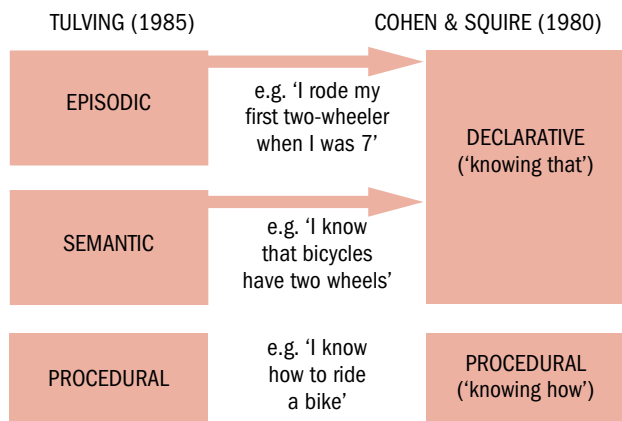 TULVING (1985)
COHEN & SQUIRE (1980)
EPISODIC
e.g. ‘I rode my
first two-wheeler
when I was 7’
DECLARATIVE
(‘knowing that’)
SEMANTIC
e.g. ‘I know
that bicycles
have two wheels’
PROCEDURAL
e.g. ‘I know
how to ride
a bike’
PROCEDURAL
(‘knowing how’)